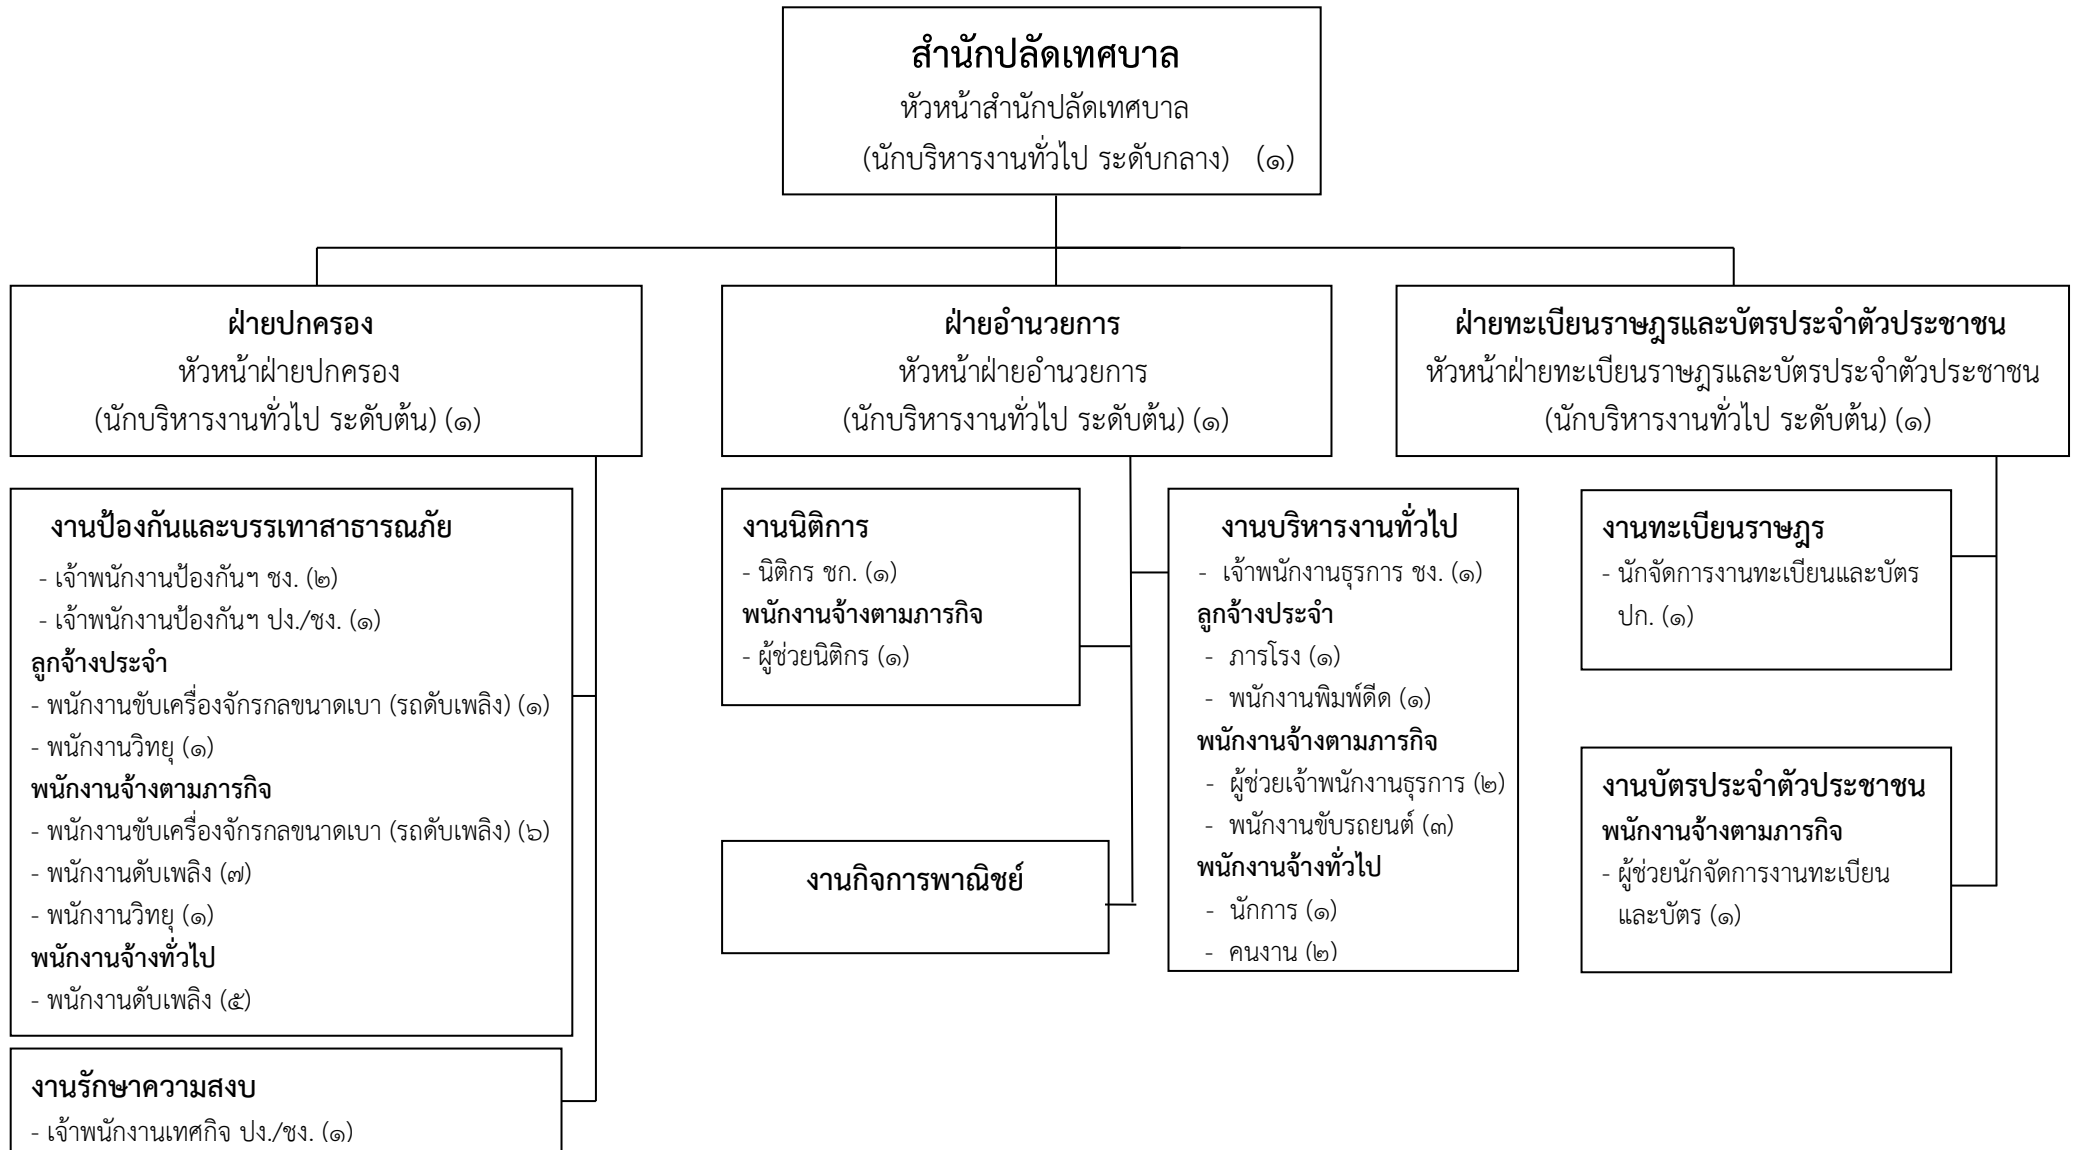 สำนักปลัดเทศบาล
หัวหน้าสำนักปลัดเทศบาล
(นักบริหารงานทั่วไป ระดับกลาง) (๑)
ฝ่ายปกครอง
หัวหน้าฝ่ายปกครอง
(นักบริหารงานทั่วไป ระดับต้น) (๑)
ฝ่ายอำนวยการ
หัวหน้าฝ่ายอำนวยการ
(นักบริหารงานทั่วไป ระดับต้น) (๑)
ฝ่ายทะเบียนราษฎรและบัตรประจำตัวประชาชน
หัวหน้าฝ่ายทะเบียนราษฎรและบัตรประจำตัวประชาชน
(นักบริหารงานทั่วไป ระดับต้น) (๑)
งานป้องกันและบรรเทาสาธารณภัย
- เจ้าพนักงานป้องกันฯ ชง. (๒)
- เจ้าพนักงานป้องกันฯ ปง./ชง. (๑)
ลูกจ้างประจำ
- พนักงานขับเครื่องจักรกลขนาดเบา (รถดับเพลิง) (๑)
- พนักงานวิทยุ (๑)
พนักงานจ้างตามภารกิจ
- พนักงานขับเครื่องจักรกลขนาดเบา (รถดับเพลิง) (๖)
- พนักงานดับเพลิง (๗)
- พนักงานวิทยุ (๑)
พนักงานจ้างทั่วไป
- พนักงานดับเพลิง (๕)
งานรักษาความสงบ
- เจ้าพนักงานเทศกิจ ปง./ชง. (๑)
งานนิติการ
- นิติกร ชก. (๑)
พนักงานจ้างตามภารกิจ
- ผู้ช่วยนิติกร (๑)
งานกิจการพาณิชย์
งานบริหารงานทั่วไป
- เจ้าพนักงานธุรการ ชง. (๑)
ลูกจ้างประจำ
- ภารโรง (๑)
- พนักงานพิมพ์ดีด (๑)
พนักงานจ้างตามภารกิจ
- ผู้ช่วยเจ้าพนักงานธุรการ (๒)
- พนักงานขับรถยนต์ (๓)
พนักงานจ้างทั่วไป
- นักการ (๑)
- คนงาน (๒)
งานทะเบียนราษฎร
- นักจัดการงานทะเบียนและบัตร
ปก. (๑)
งานบัตรประจำตัวประชาชน
พนักงานจ้างตามภารกิจ
- ผู้ช่วยนักจัดการงานทะเบียน
และบัตร (๑)